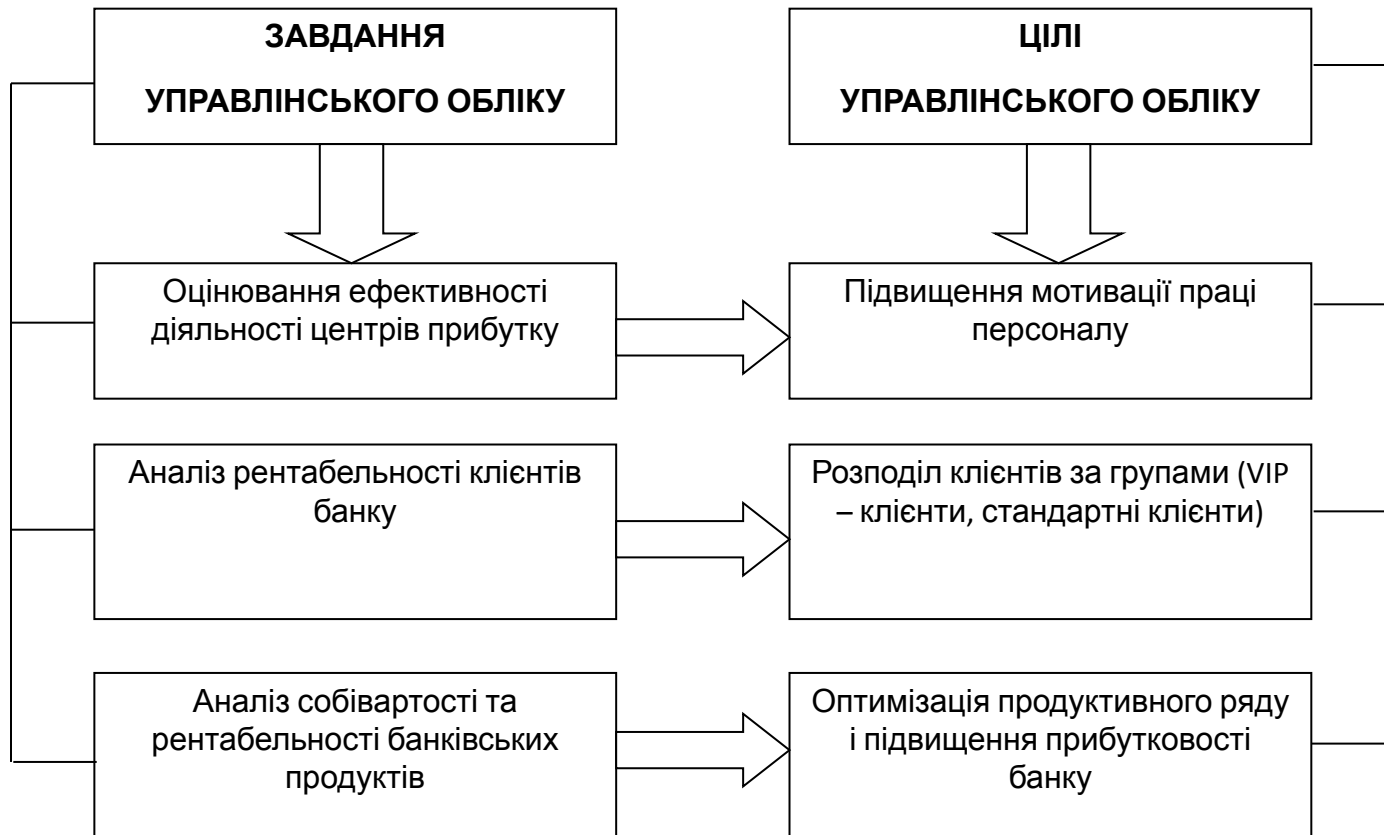 ЗАВДАННЯ
УПРАВЛІНСЬКОГО ОБЛІКУ
ЦІЛІ
УПРАВЛІНСЬКОГО ОБЛІКУ
Оцінювання ефективності
діяльності центрів прибутку
Підвищення мотивації праці
персоналу
Аналіз рентабельності клієнтів
банку
Розподіл клієнтів за групами (VIP
– клієнти, стандартні клієнти)
Аналіз собівартості та
рентабельності банківських
продуктів
Оптимізація продуктивного ряду
і підвищення прибутковості
банку